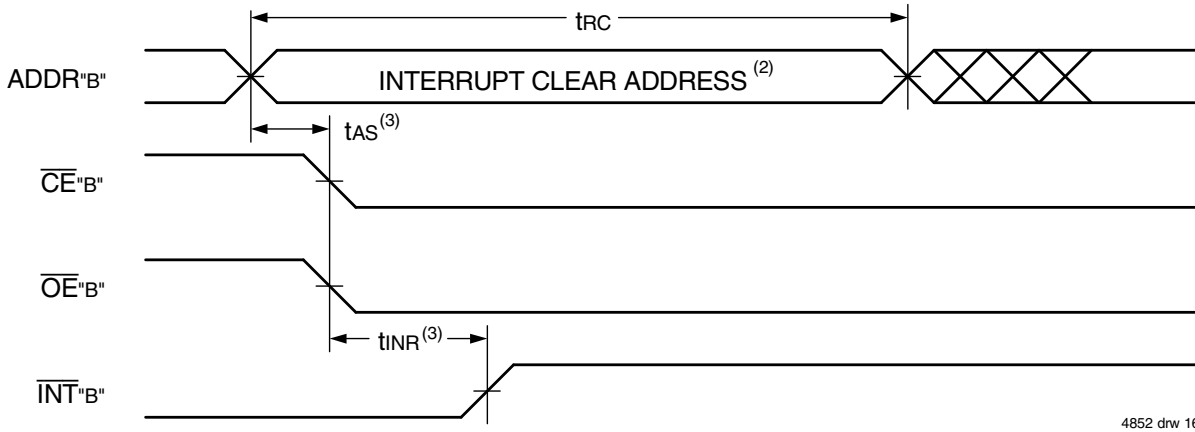 tRC
ADDR"B"
INTERRUPT CLEAR ADDRESS (2)
tAS(3)
CE"B"
OE"B"
tINR(3)
INT"B"
4852 drw 16